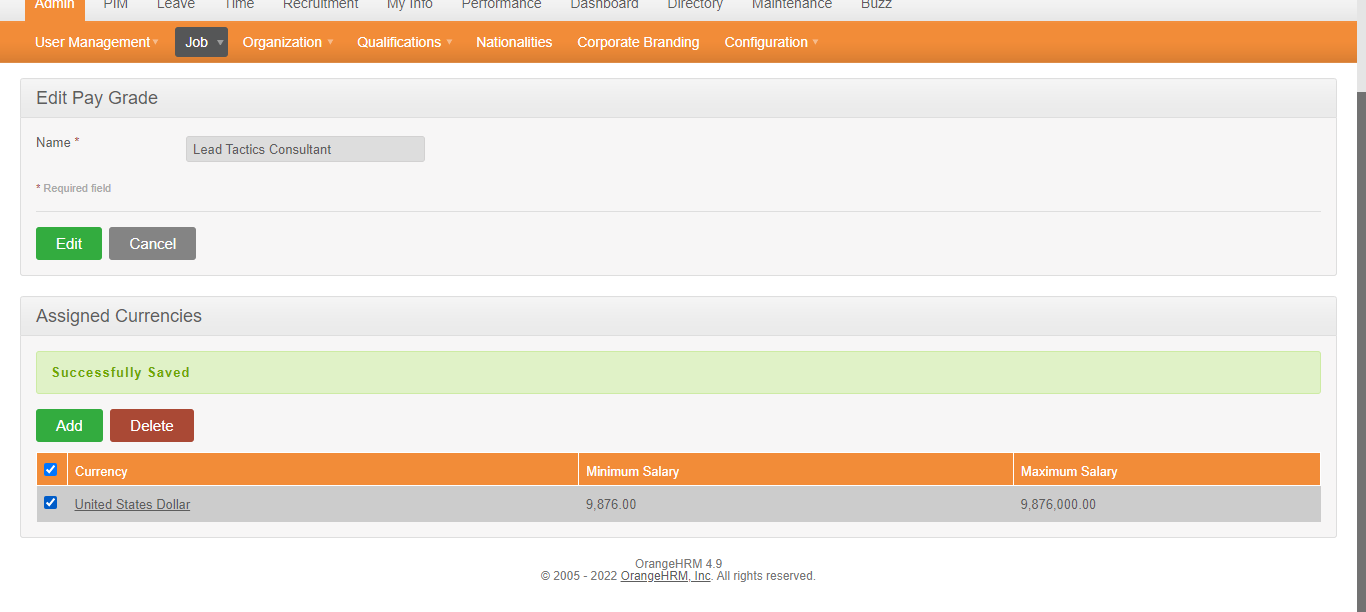 Admin PIM Leave Time Recruitment My Info Performance Dashboard Directory Maintenance Buzz
User Management Job Organization Qualifications Nationalities Corporate Branding Configuration
Edit Pay Grade
Name * Lead Tactics Consultant
* Required field
Edit Cancel
Assigned Currencies
Successfully Saved
Add Delete
Currency Minimum Salary Maximum Salary
United States Dollar 9,876.00 9,876,000.00
OrangeHRM 4.9
© 2005 - 2022 OrangeHRM, Inc. All rights reserved.